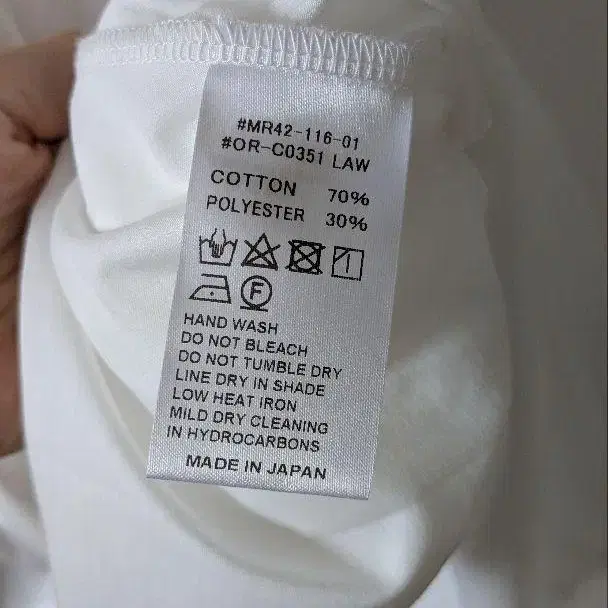 #MR42-116-01
#OR-C0351 LAW
COTTON 70%
POLYESTER 30%
F
HAND WASH
DO NOT BLEACH
DO NOT TUMBLE DRY
LINE DRY IN SHADE
LOW HEAT IRON
MILD DRY CLEANING
IN HYDROCARBONS
MADE IN JAPAN